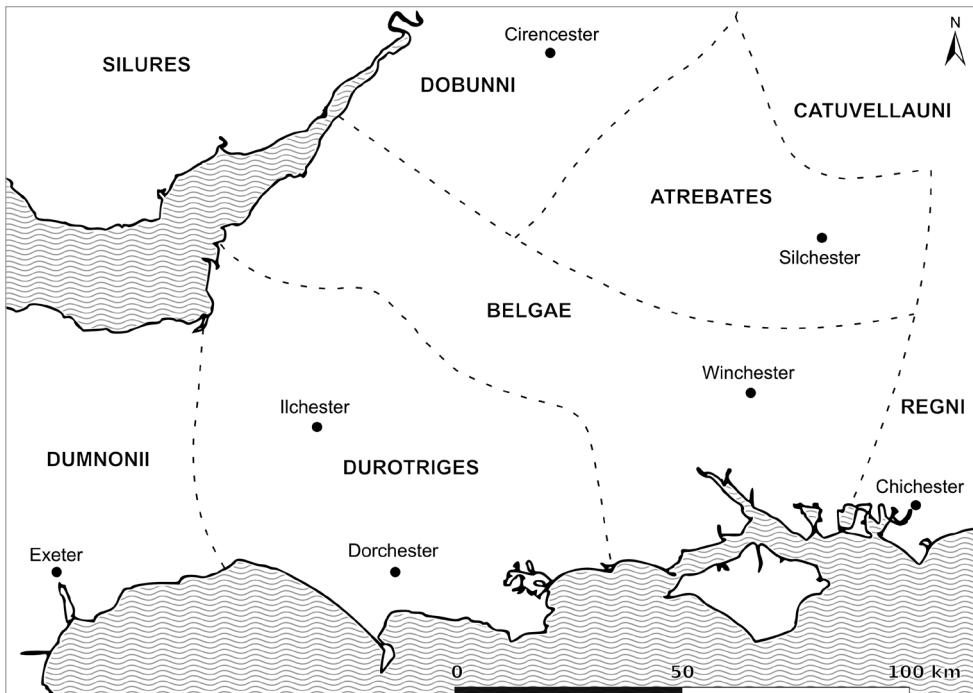 N
Cirencester
SILURES
DOBUNNI
CATUVELLAUNI
ATREBATES
Silchester
BELGAE
Winchester
Ilchester
REGNI
DUMNONII
DUROTRIGES
Chichester
Exeter
Dorchester
0 50 100 km